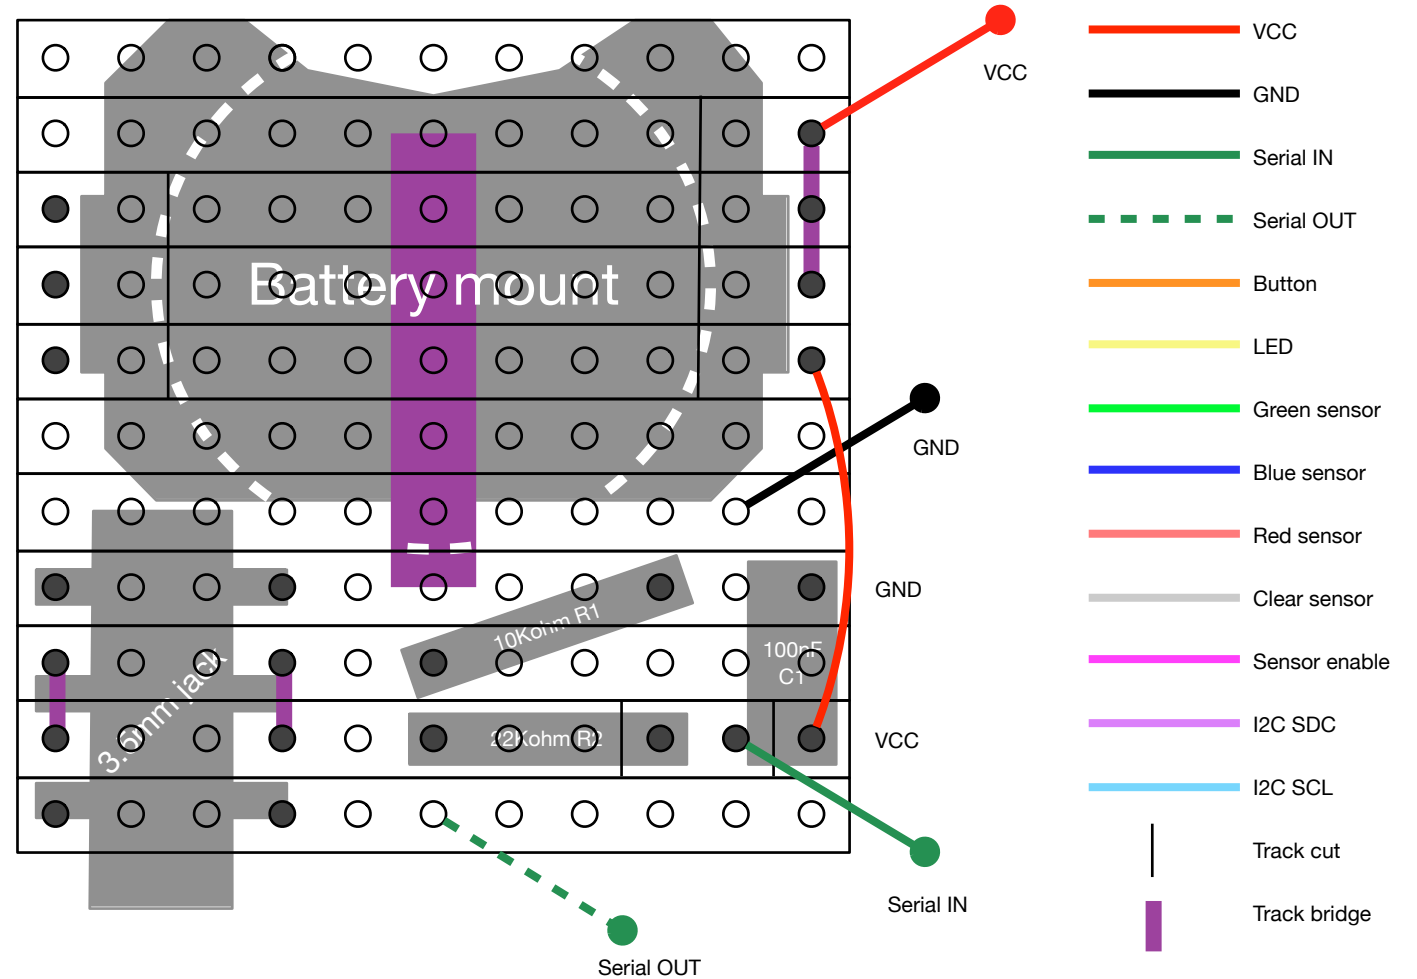 VCC
Battery mount
GND
GND
10Kohm R1
100nF
C1
3.5mm jack
22Kohm R2
VCC
Serial IN
Serial OUT
VCC
GND
Serial IN
Serial OUT
Button
LED
Green sensor
Blue sensor
Red sensor
Clear sensor
Sensor enable
I2C SDC
I2C SCL
Track cut
Track bridge